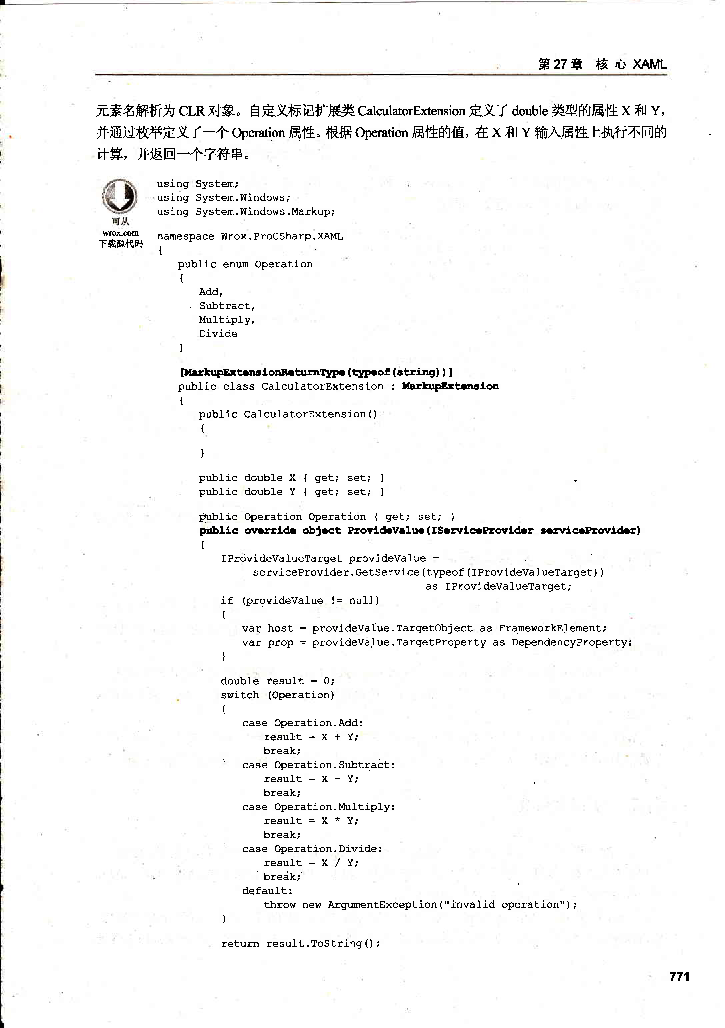 第27章 核心 XAML
元素名解析为 CLR 对象。自定义标记扩展类 CalculatorExtension 定义了 double 类型的属性 X 和 Y，
并通过枚举定义了一个 Operation 属性。根据 Operation 属性的值，在 X 和 Y 输入属性上执行不同的
计算，并返回一个字符串。
可从
wrox.com
下载源代码
using System;
using System.Windows;
using System.Windows.Markup;
namespace Wrox.ProCSharp.XAML
{
public enum Operation
{
Add,
Subtract,
Multiply,
Divide
}
[MarkupExtensionReturnType(typeof(string))]
public class CalculatorExtension : MarkupExtension
{
public CalculatorExtension()
{
}
public double X { get; set; }
public double Y { get; set; }
public Operation Operation { get; set; }
public override object ProvideValue(IServiceProvider serviceProvider)
{
IProvideValueTarget provideValue =
serviceProvider.GetService(typeof(IProvideValueTarget))
as IProvideValueTarget;
if (provideValue != null)
{
var host = provideValue.TargetObject as FrameworkElement;
var prop = provideValue.TargetProperty as DependencyProperty;
}
double result = 0;
switch (Operation)
{
case Operation.Add:
result = X + Y;
break;
case Operation.Subtract:
result = X - Y;
break;
case Operation.Multiply:
result = X * Y;
break;
case Operation.Divide:
result = X / Y;
break;
default:
throw new ArgumentException("invalid operation");
}
return result.ToString();
771